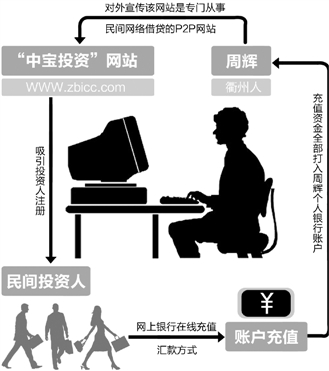 对外宣传该网站是专门从事
民间网络借贷的P2P网站
“中宝投资”网站
WWW.zbicc.com
周辉
衢州人
吸引投资人注册
充值资金全部打入周辉个人银行账户
民间投资人
网上银行在线充值
汇款方式
¥
账户充值